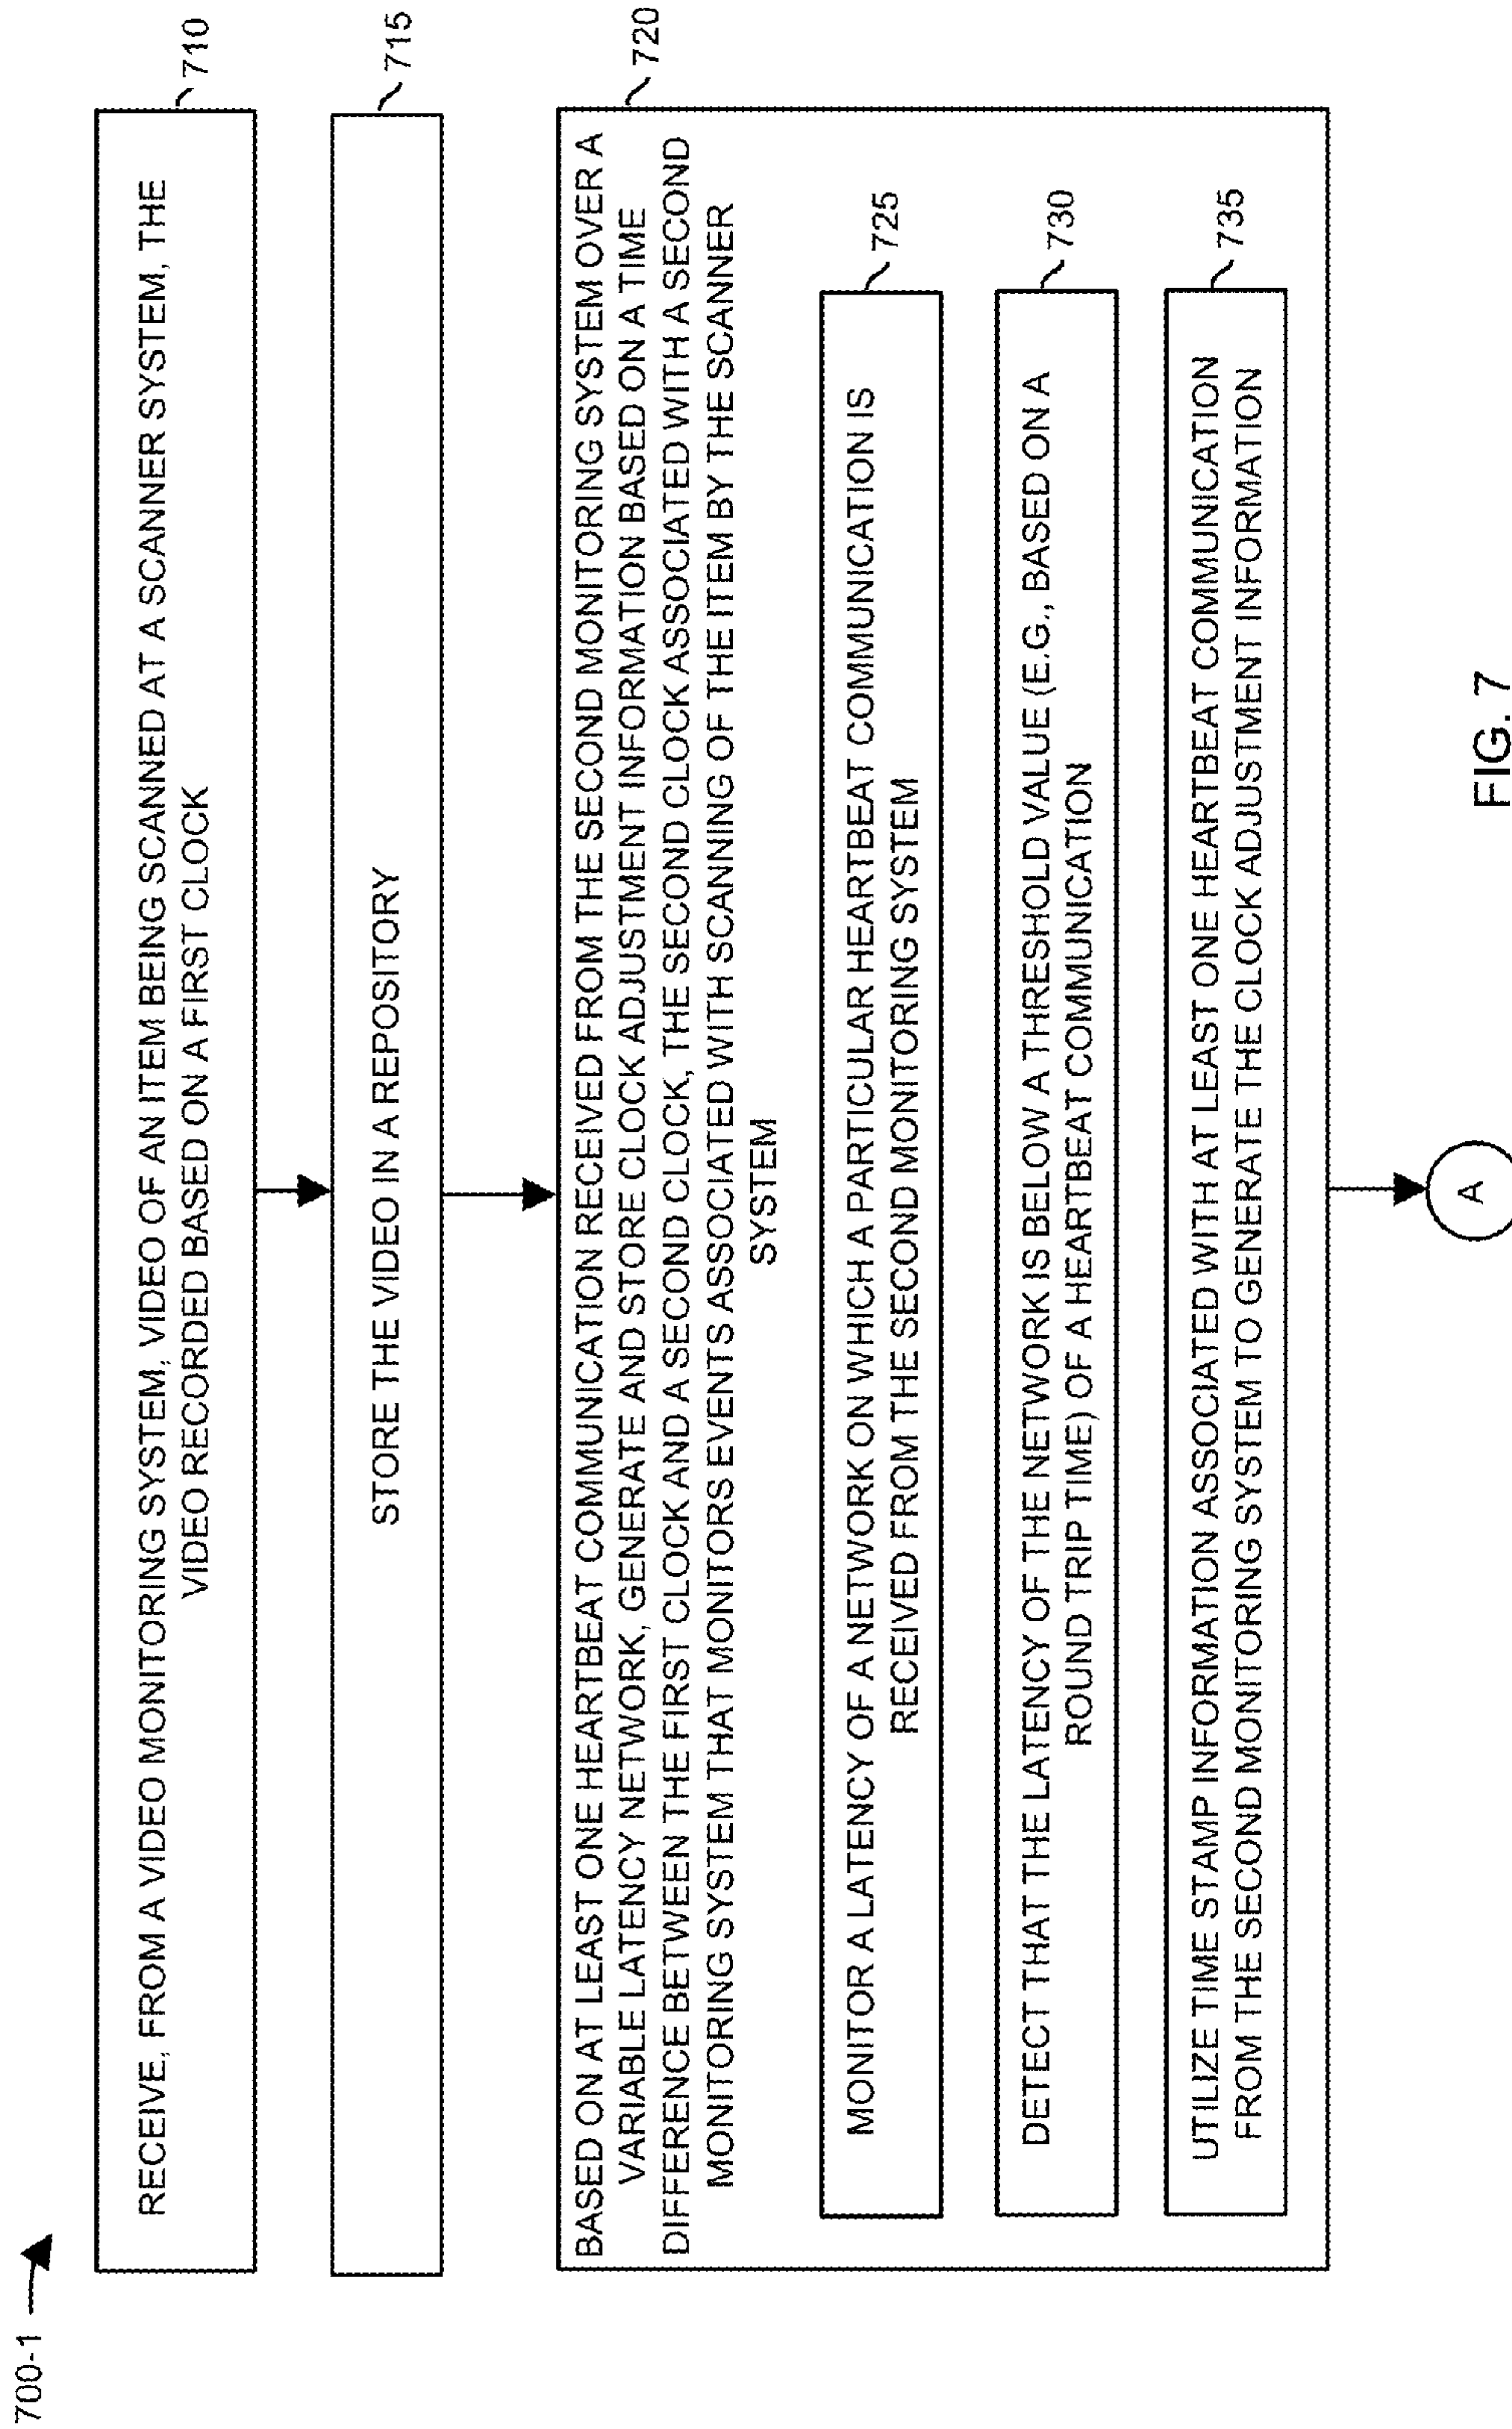 700-1
RECEIVE, FROM A VIDEO MONITORING SYSTEM, VIDEO OF AN ITEM BEING SCANNED AT A SCANNER SYSTEM, THE
VIDEO RECORDED BASED ON A FIRST CLOCK
710
STORE THE VIDEO IN A REPOSITORY
715
BASED ON AT LEAST ONE HEARTBEAT COMMUNICATION RECEIVED FROM THE SECOND MONITORING SYSTEM OVER A
VARIABLE LATENCY NETWORK, GENERATE AND STORE CLOCK ADJUSTMENT INFORMATION BASED ON A TIME
DIFFERENCE BETWEEN THE FIRST CLOCK AND A SECOND CLOCK, THE SECOND CLOCK ASSOCIATED WITH A SECOND
MONITORING SYSTEM THAT MONITORS EVENTS ASSOCIATED WITH SCANNING OF THE ITEM BY THE SCANNER
SYSTEM
720
MONITOR A LATENCY OF A NETWORK ON WHICH A PARTICULAR HEARTBEAT COMMUNICATION IS
RECEIVED FROM THE SECOND MONITORING SYSTEM
725
DETECT THAT THE LATENCY OF THE NETWORK IS BELOW A THRESHOLD VALUE (E.G., BASED ON A
ROUND TRIP TIME) OF A HEARTBEAT COMMUNICATION
730
UTILIZE TIME STAMP INFORMATION ASSOCIATED WITH AT LEAST ONE HEARTBEAT COMMUNICATION
FROM THE SECOND MONITORING SYSTEM TO GENERATE THE CLOCK ADJUSTMENT INFORMATION
735
A
FIG. 7